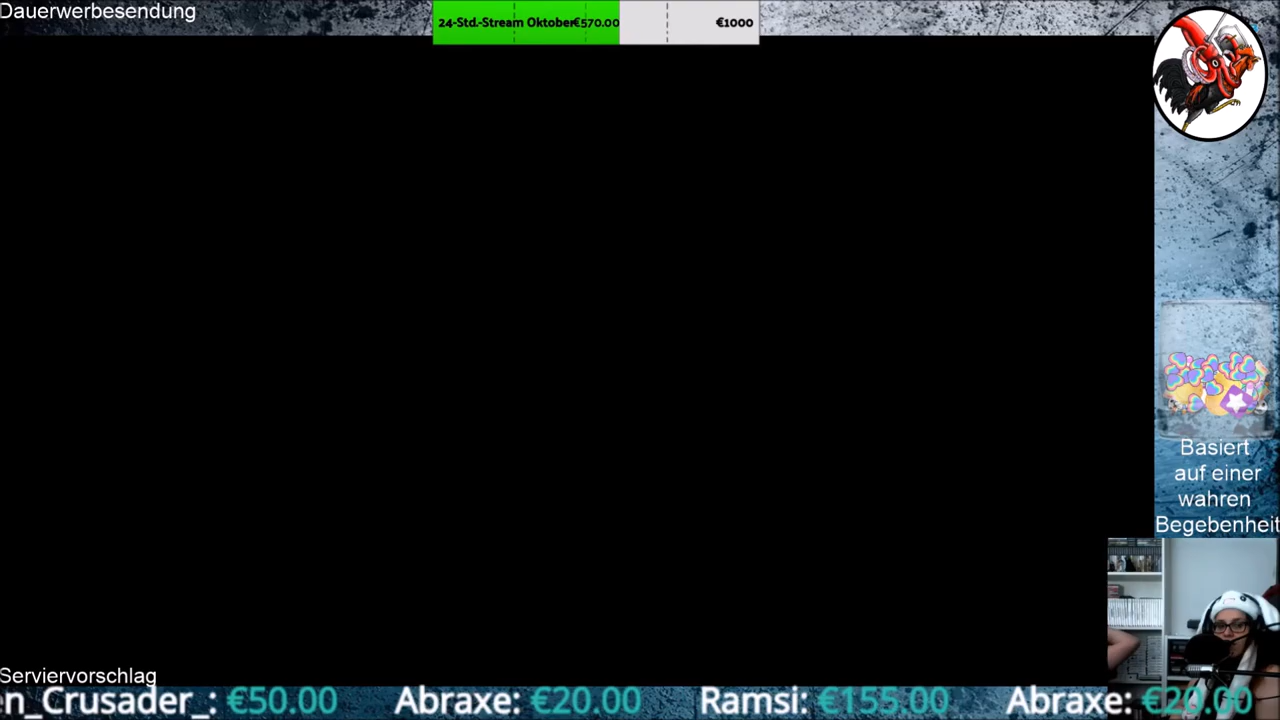 Dauerwerbesendung
24-Std.-Stream Oktober €570.00 €1000
Basiert
auf einer
wahren
Begebenheit
Serviervorschlag
n_Crusader_: €50.00 Abraxe: €20.00 Ramsi: €155.00 Abraxe: €20.00